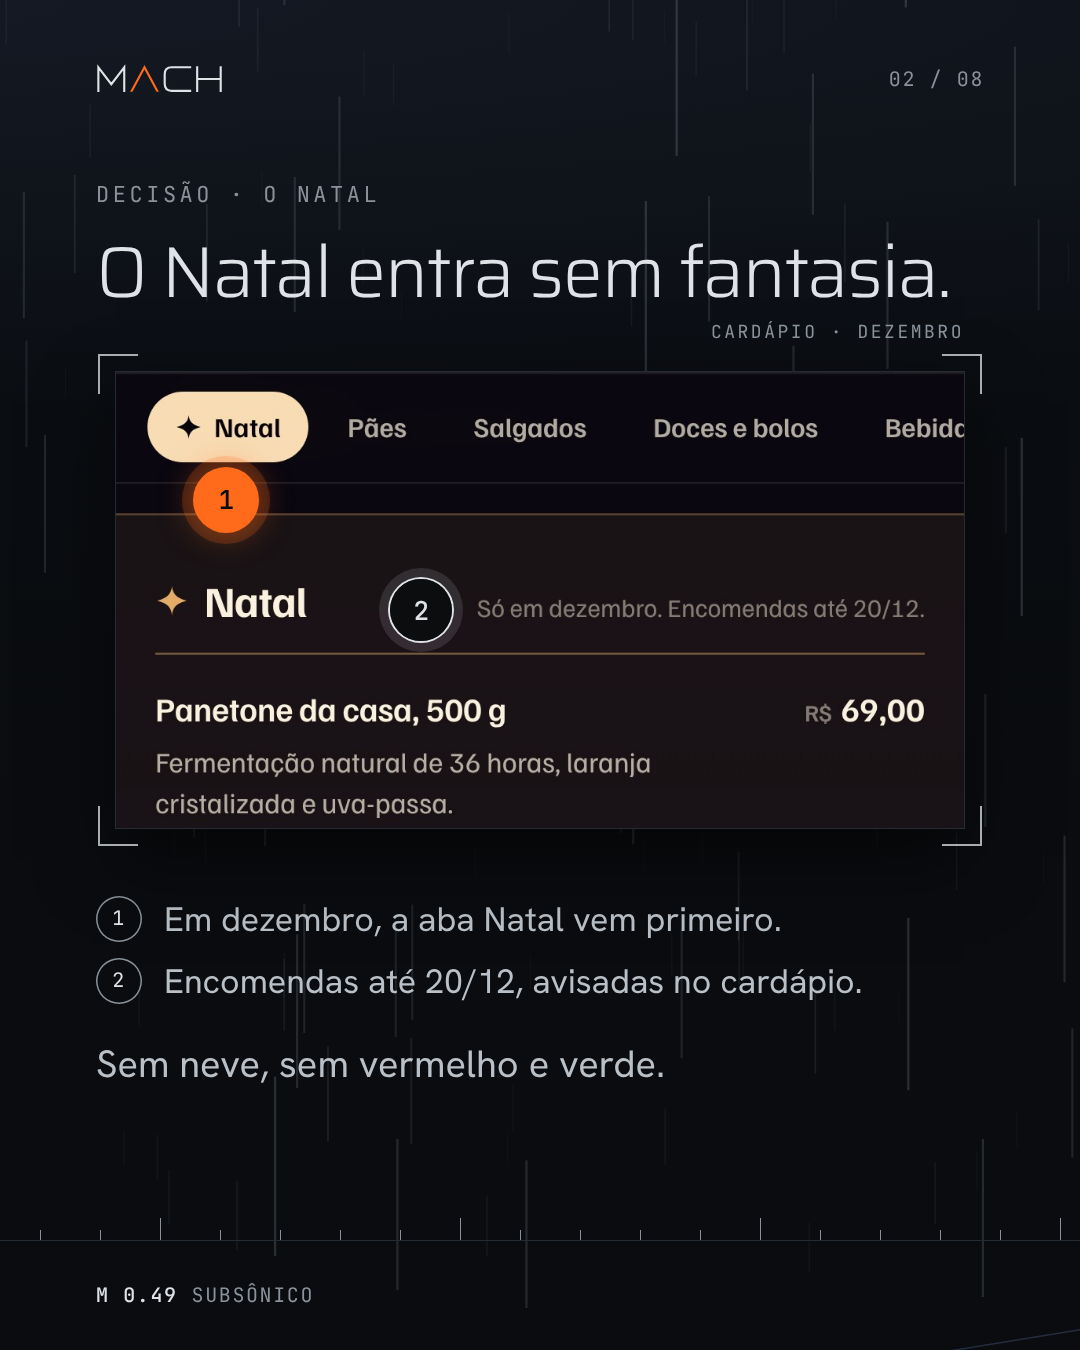 MACH
02 / 08
DECISÃO · O NATAL
O Natal entra sem fantasia.
CARDÁPIO · DEZEMBRO
✦ Natal Pães Salgados Doces e bolos
1
✦ Natal
2
Só em dezembro. Encomendas até 20/12.
Panetone da casa, 500 g R$ 69,00
Fermentação natural de 36 horas, laranja
cristalizada e uva-passa.
1 Em dezembro, a aba Natal vem primeiro.
2 Encomendas até 20/12, avisadas no cardápio.
Sem neve, sem vermelho e verde.
M 0.49 SUBSÔNICO